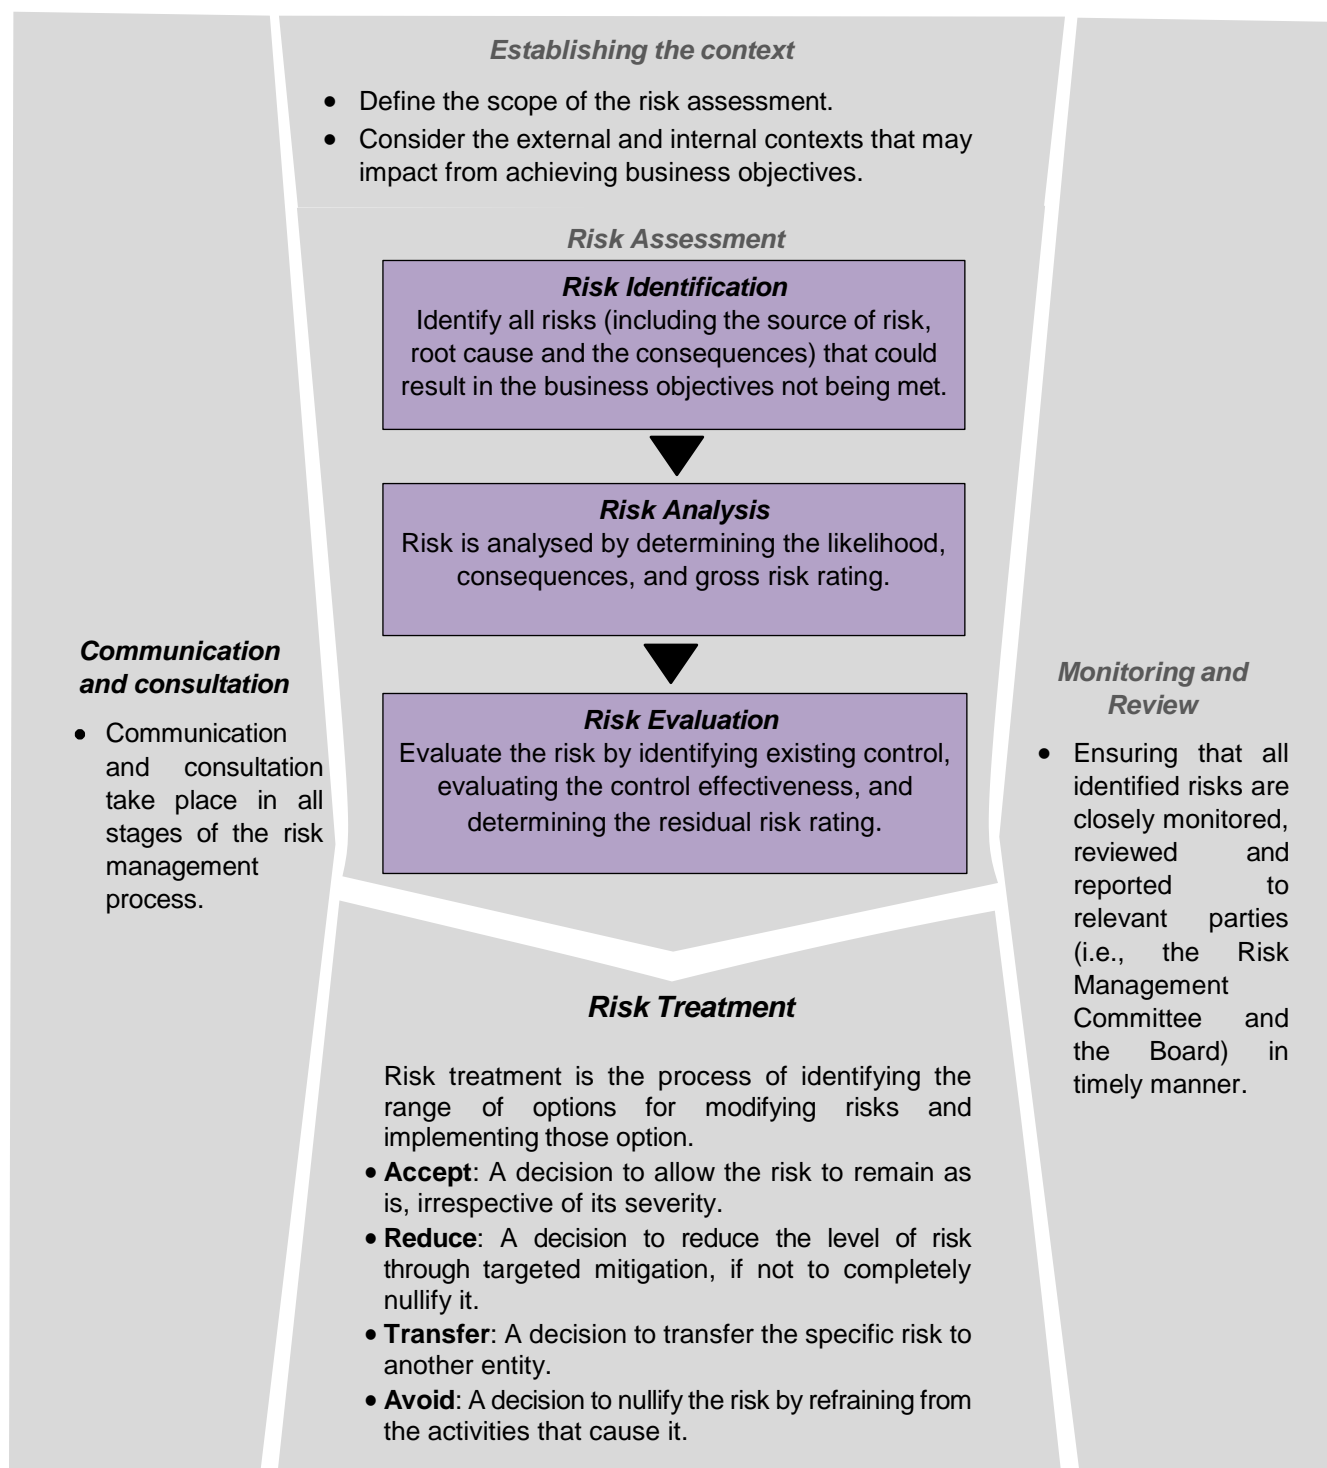 Establishing the context
• Define the scope of the risk assessment.
• Consider the external and internal contexts that may
impact from achieving business objectives.
Risk Assessment
Risk Identification
Identify all risks (including the source of risk,
root cause and the consequences) that could
result in the business objectives not being met.
Risk Analysis
Risk is analysed by determining the likelihood,
consequences, and gross risk rating.
Risk Evaluation
Evaluate the risk by identifying existing control,
evaluating the control effectiveness, and
determining the residual risk rating.
Communication
and consultation
• Communication
and consultation
take place in all
stages of the risk
management
process.
Monitoring and
Review
• Ensuring that all
identified risks are
closely monitored,
reviewed and
reported to
relevant parties
(i.e., the Risk
Management
Committee and
the Board) in
timely manner.
Risk Treatment
Risk treatment is the process of identifying the
range of options for modifying risks and
implementing those option.
• Accept: A decision to allow the risk to remain as
is, irrespective of its severity.
• Reduce: A decision to reduce the level of risk
through targeted mitigation, if not to completely
nullify it.
• Transfer: A decision to transfer the specific risk to
another entity.
• Avoid: A decision to nullify the risk by refraining from
the activities that cause it.